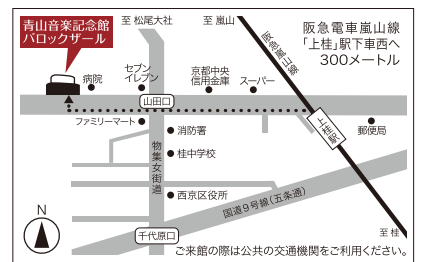 青山音楽記念館
バロックザール
至 松尾大社
至 嵐山
阪急嵐山線
阪急電車嵐山線
「上桂」駅下車西へ
300メートル
病院
セブン
イレブン
京都中央
信用金庫
スーパー
山田口
ファミリーマート
消防署
上桂駅
郵便局
物集女街道
桂中学校
西京区役所
国道9号線(五条通)
千代原口
至 桂
N
ご来館の際は公共の交通機関をご利用ください。